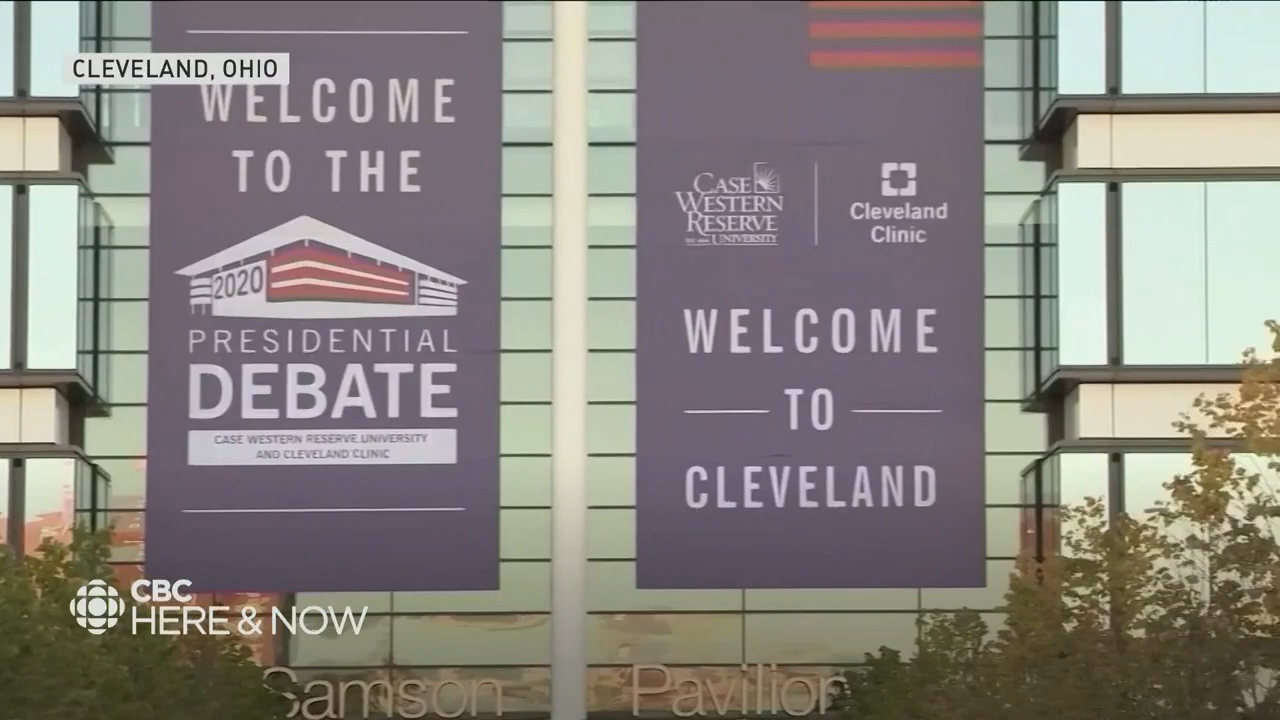 CLEVELAND, OHIO
WELCOME
TO THE
2020
PRESIDENTIAL
DEBATE
CASE WESTERN RESERVE UNIVERSITY
AND CLEVELAND CLINIC
CASE
WESTERN
RESERVE
UNIVERSITY
Cleveland
Clinic
WELCOME
TO
CLEVELAND
CBC
HERE & NOW
Samson Pavilion